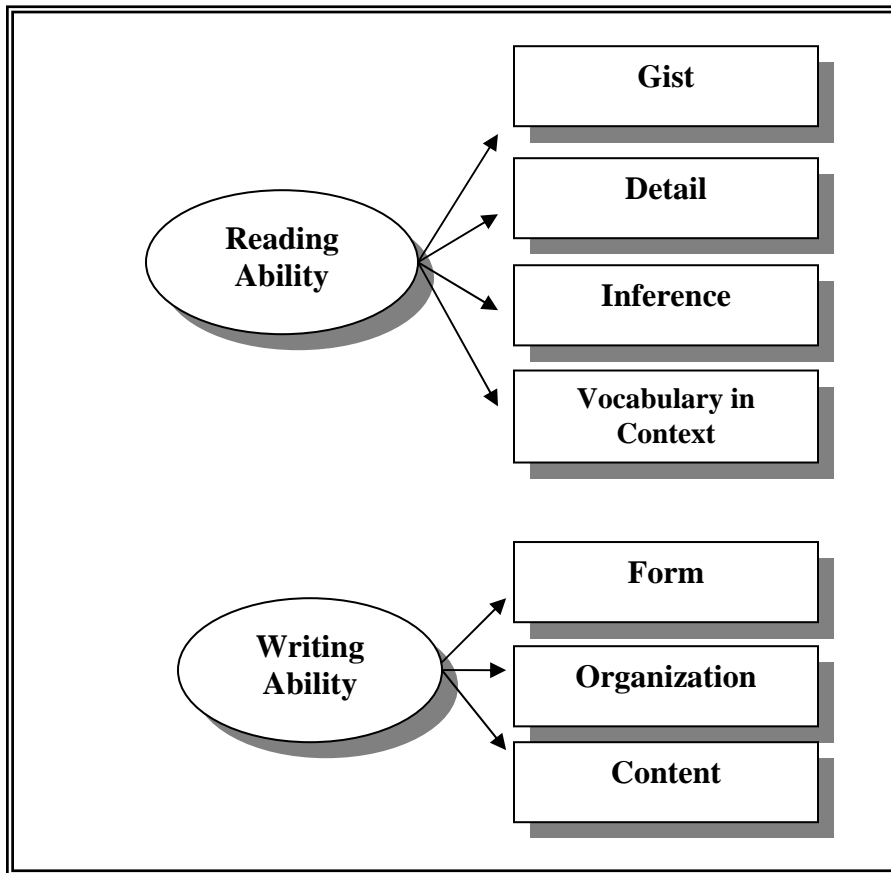 Gist
Detail
Reading
Ability
Inference
Vocabulary in
Context
Form
Writing
Ability
Organization
Content